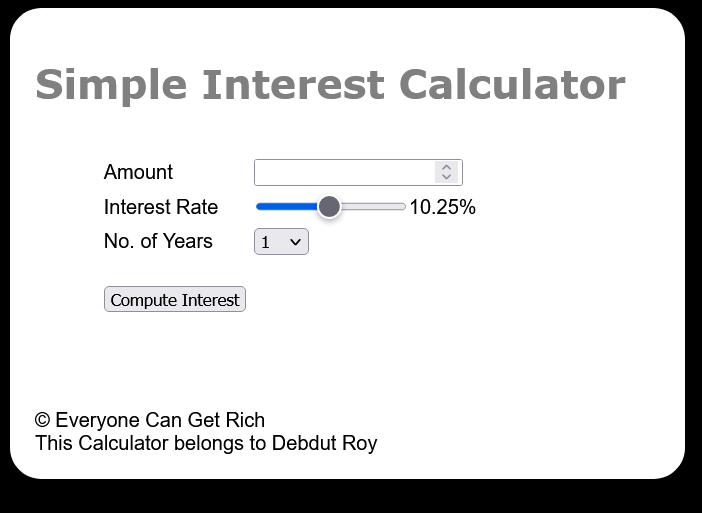 Simple Interest Calculator
Amount
Interest Rate 10.25%
No. of Years 1
Compute Interest
© Everyone Can Get Rich
This Calculator belongs to Debdut Roy